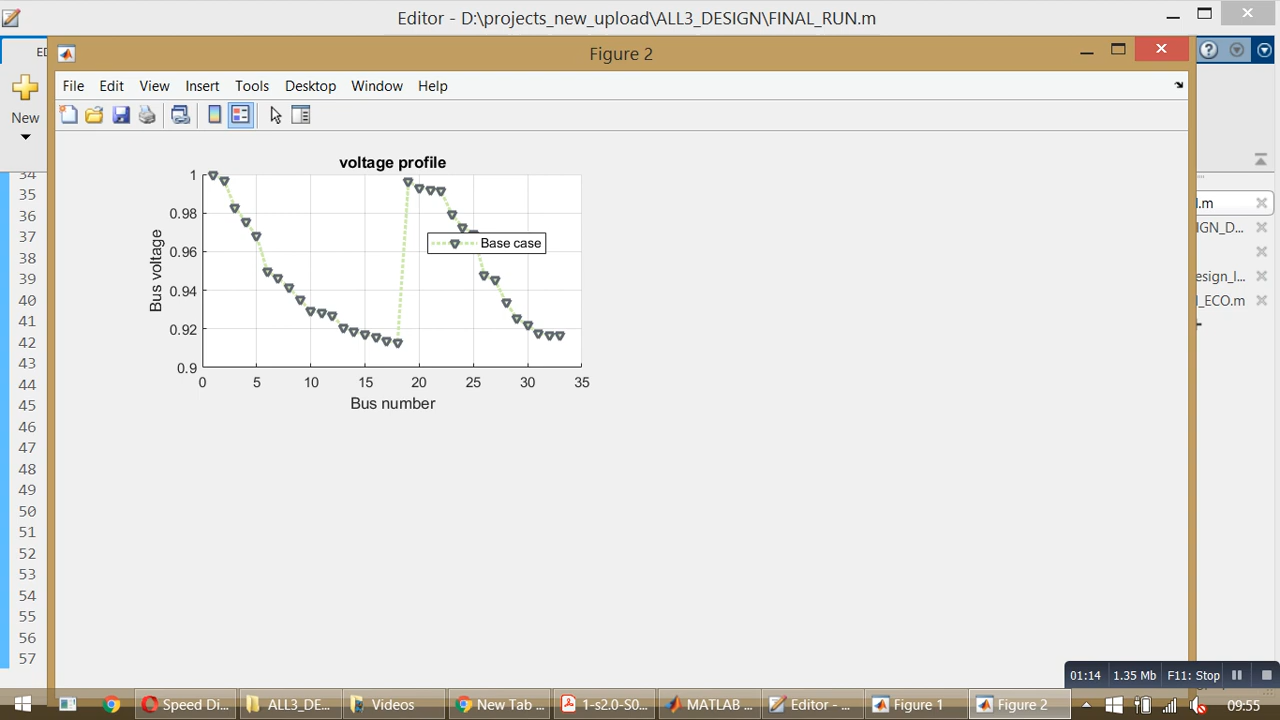 Editor - D:\projects_new_upload\ALL3_DESIGN\FINAL_RUN.m
Figure 2
File Edit View Insert Tools Desktop Window Help
New
voltage profile
Bus voltage
1
0.98
0.96
0.94
0.92
0.9
Base case
0 5 10 15 20 25 30 35
Bus number
34
35
36
37
38
39
40
41
42
43
44
45
46
47
48
49
50
51
52
53
54
55
56
57
l.m
IGN_D...
esign_I...
I_ECO.m
01:14 1.35 Mb F11: Stop
Speed Di... ALL3_DE... Videos New Tab ... 1-s2.0-S0... MATLAB ... Editor - ... Figure 1 Figure 2 09:55